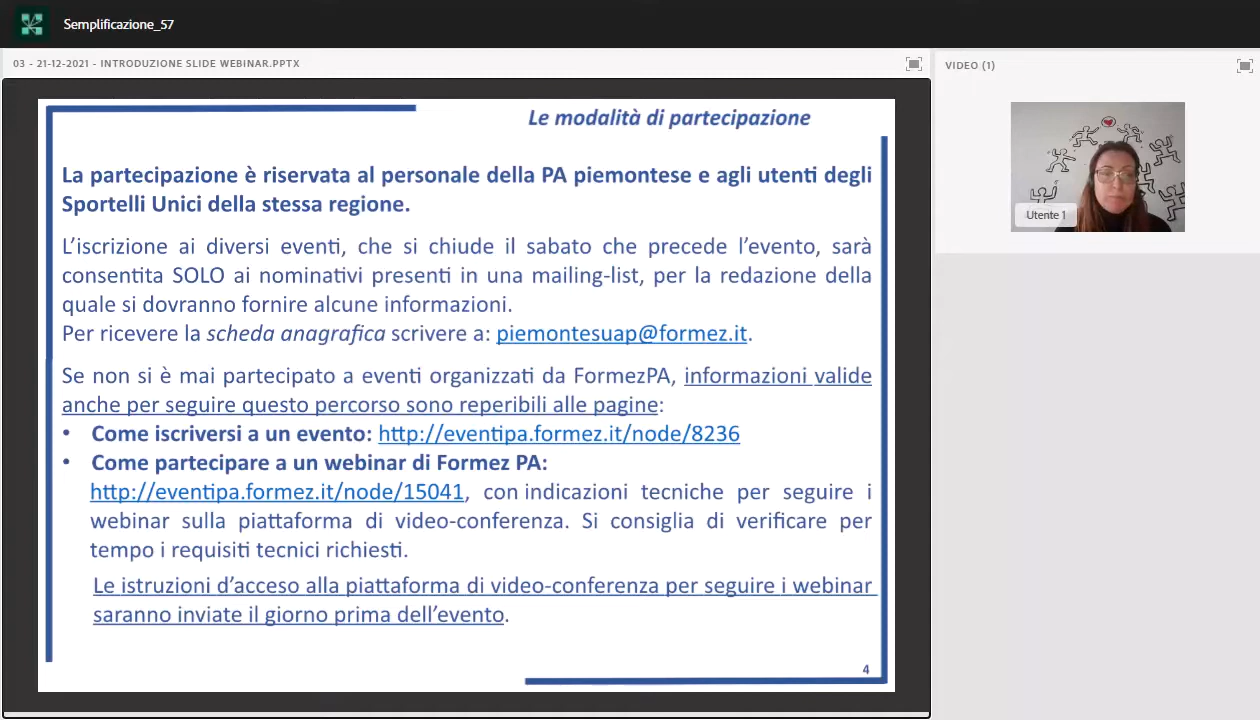 Semplificazione_57
03 - 21-12-2021 - INTRODUZIONE SLIDE WEBINAR.PPTX
VIDEO (1)
Le modalità di partecipazione
La partecipazione è riservata al personale della PA piemontese e agli utenti degli
Sportelli Unici della stessa regione.
L'iscrizione ai diversi eventi, che si chiude il sabato che precede l'evento, sarà
consentita SOLO ai nominativi presenti in una mailing-list, per la redazione della
quale si dovranno fornire alcune informazioni.
Per ricevere la scheda anagrafica scrivere a: piemontesuap@formez.it.
Se non si è mai partecipato a eventi organizzati da FormezPA, informazioni valide
anche per seguire questo percorso sono reperibili alle pagine:
• Come iscriversi a un evento: http://eventipa.formez.it/node/8236
• Come partecipare a un webinar di Formez PA:
http://eventipa.formez.it/node/15041, con indicazioni tecniche per seguire i
webinar sulla piattaforma di video-conferenza. Si consiglia di verificare per
tempo i requisiti tecnici richiesti.
Le istruzioni d'acceso alla piattaforma di video-conferenza per seguire i webinar
saranno inviate il giorno prima dell'evento.
4
Utente 1